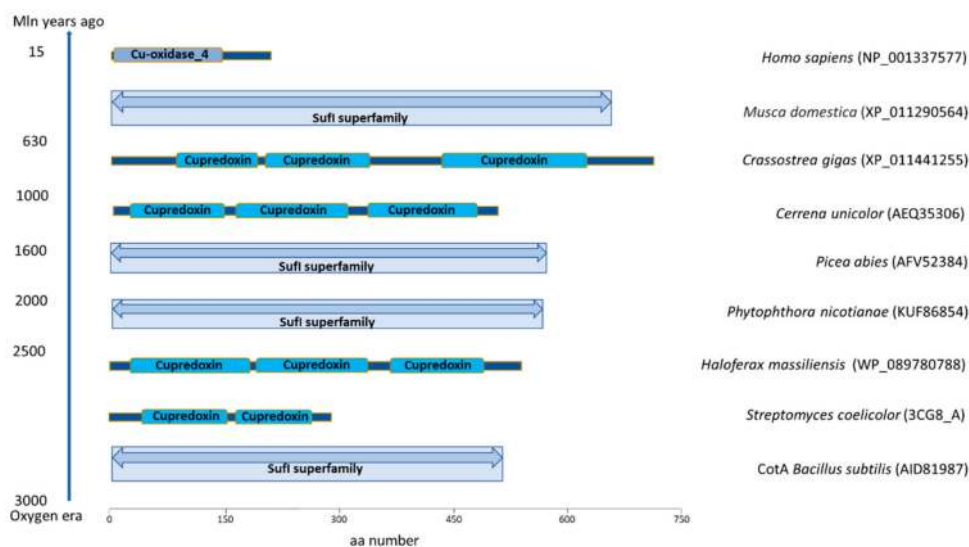 Mln years ago
15
Cu-oxidase_4
Homo sapiens (NP_001337577)
SufI superfamily
Musca domestica (XP_011290564)
630
Cupredoxin Cupredoxin Cupredoxin
Crassostrea gigas (XP_011441255)
1000
Cupredoxin Cupredoxin Cupredoxin
Cerrena unicolor (AEQ35306)
1600
SufI superfamily
Picea abies (AFV52384)
2000
SufI superfamily
Phytophthora nicotianae (KUF86854)
2500
Cupredoxin Cupredoxin Cupredoxin
Haloferax massiliensis (WP_089780788)
Cupredoxin Cupredoxin
Streptomyces coelicolor (3CG8_A)
SufI superfamily
CotA Bacillus subtilis (AID81987)
3000
Oxygen era
0 150 300 450 600 750
aa number